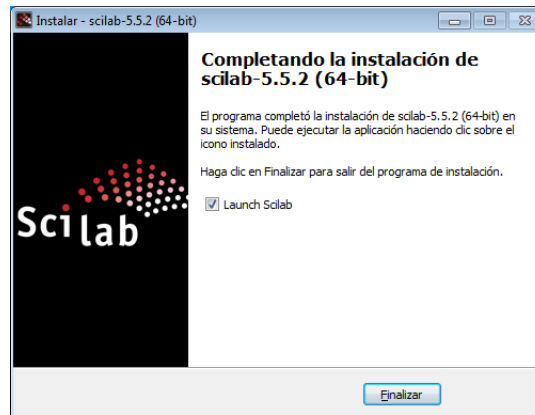 Instalar - scilab-5.5.2 (64-bit)
Completando la instalación de
scilab-5.5.2 (64-bit)
El programa completó la instalación de scilab-5.5.2 (64-bit) en
su sistema. Puede ejecutar la aplicación haciendo clic sobre el
icono instalado.
Haga clic en Finalizar para salir del programa de instalación.
Launch Scilab
Scilab
Finalizar